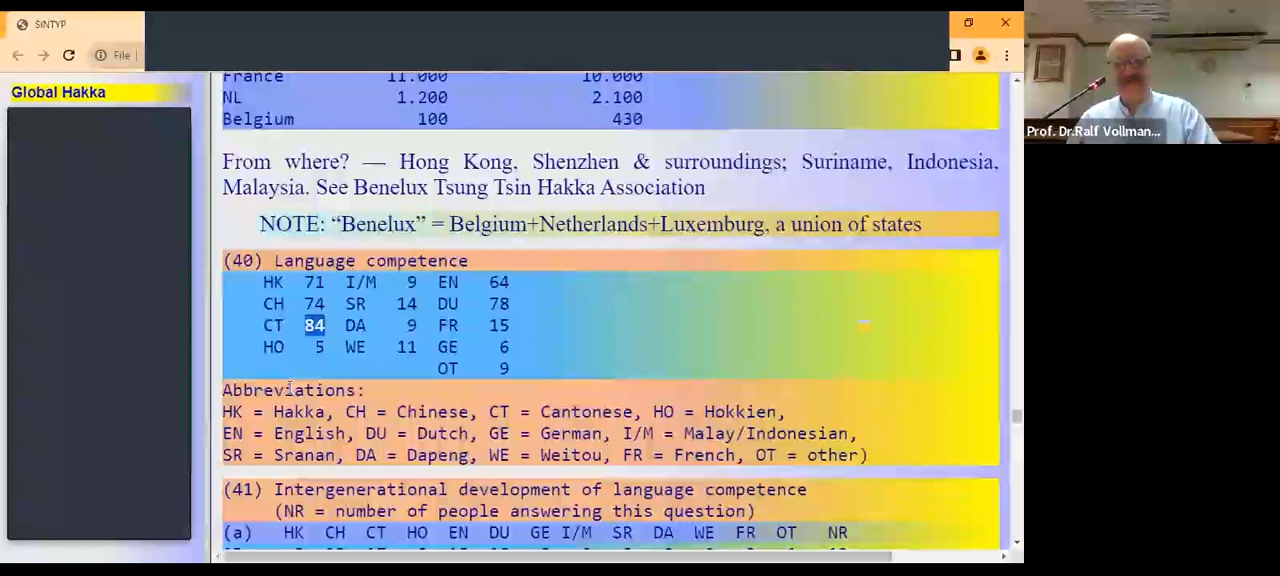 SINTYP
File
Global Hakka
France 11.000 10.000
NL 1.200 2.100
Belgium 100 430
From where? — Hong Kong, Shenzhen & surroundings; Suriname, Indonesia,
Malaysia. See Benelux Tsung Tsin Hakka Association
NOTE: “Benelux” = Belgium+Netherlands+Luxemburg, a union of states
(40) Language competence
HK 71 I/M 9 EN 64
CH 74 SR 14 DU 78
CT 84 DA 9 FR 15
HO 5 WE 11 GE 6
OT 9
Abbreviations:
HK = Hakka, CH = Chinese, CT = Cantonese, HO = Hokkien,
EN = English, DU = Dutch, GE = German, I/M = Malay/Indonesian,
SR = Sranan, DA = Dapeng, WE = Weitou, FR = French, OT = other)
(41) Intergenerational development of language competence
(NR = number of people answering this question)
(a) HK CH CT HO EN DU GE I/M SR DA WE FR OT NR
Prof. Dr.Ralf Vollman...